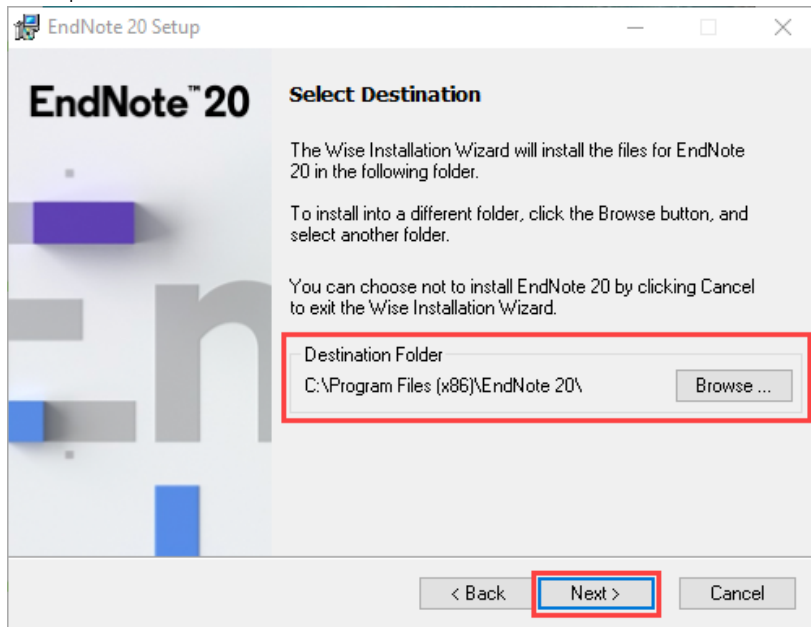 EndNote 20 Setup
EndNote™20
Select Destination
The Wise Installation Wizard will install the files for EndNote
20 in the following folder.
To install into a different folder, click the Browse button, and
select another folder.
You can choose not to install EndNote 20 by clicking Cancel
to exit the Wise Installation Wizard.
Destination Folder
C:\Program Files (x86)\EndNote 20\
Browse ...
< Back
Next >
Cancel